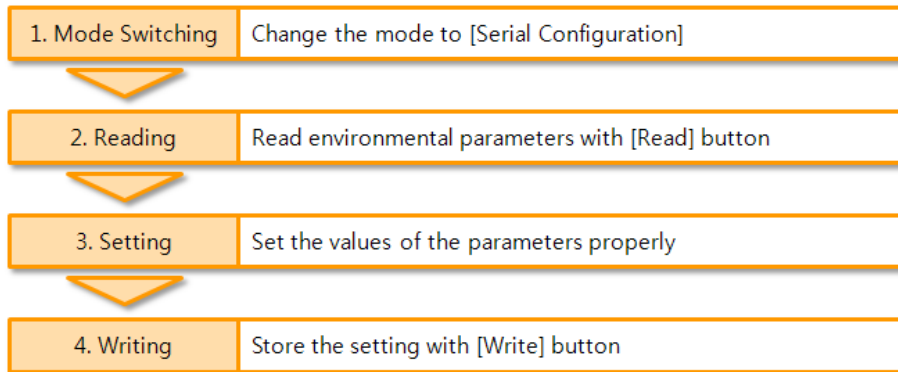 1. Mode Switching Change the mode to [Serial Configuration]
2. Reading Read environmental parameters with [Read] button
3. Setting Set the values of the parameters properly
4. Writing Store the setting with [Write] button